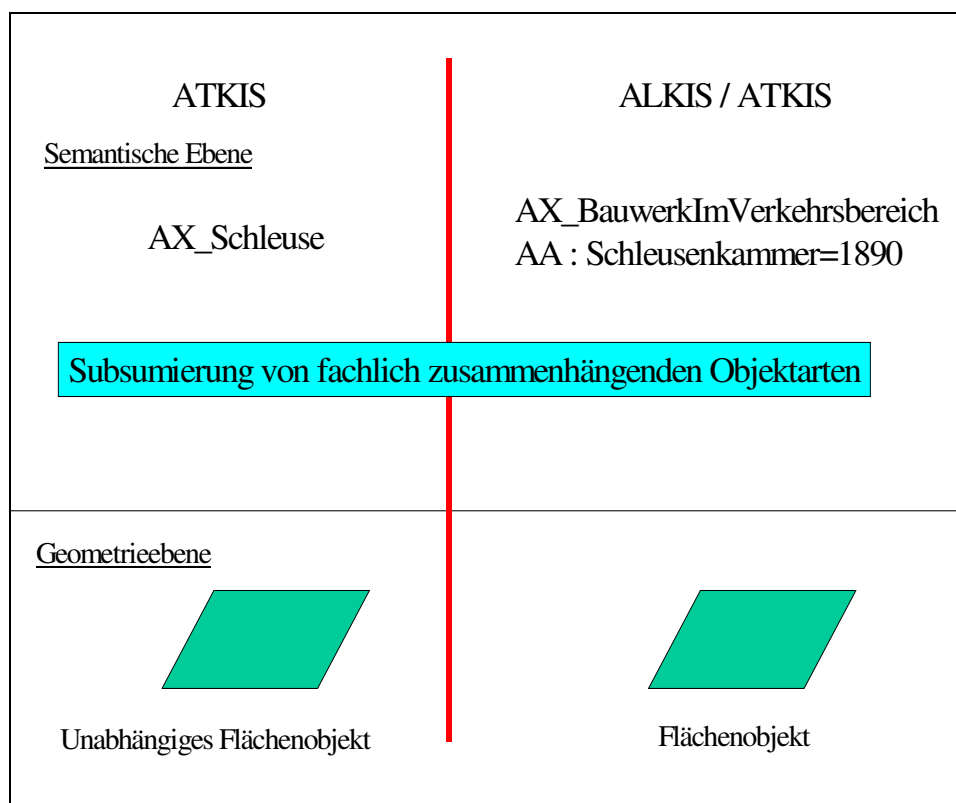 ATKIS
ALKIS / ATKIS
Semantische Ebene
AX_Schleuse
AX_BauwerkImVerkehrsbereich
AA : Schleusenkammer=1890
Subsumierung von fachlich zusammenhängenden Objektarten
Geometrieebene
Unabhängiges Flächenobjekt
Flächenobjekt